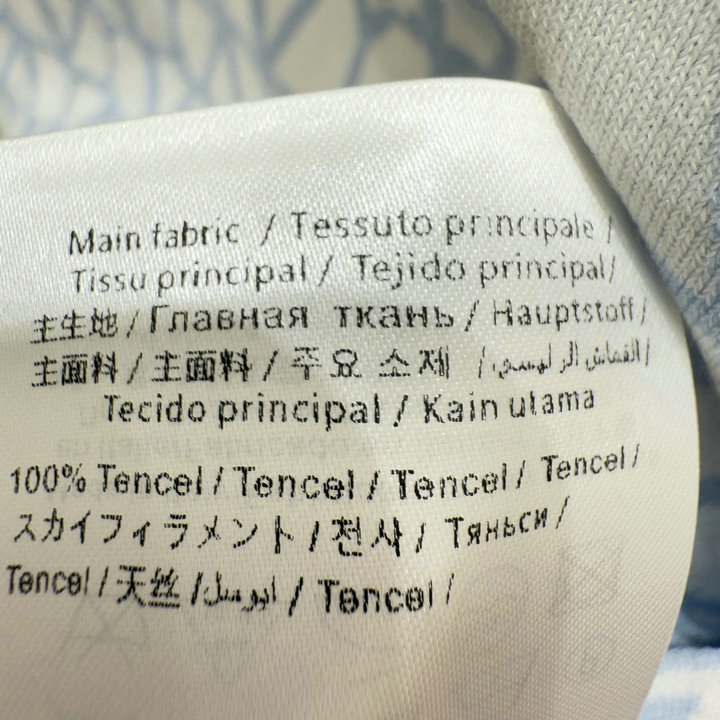 Main fabric / Tessuto principale /
Tissu principal / Tejido principal/
主生地 / Главная ткань / Hauptstoff /
主面料 / 主面料 / 주요 소재 / القماش الرئيسي /
Tecido principal / Kain utama
100% Tencel / Tencel / Tencel / Tencel /
スカイフィラメント / 천사 / Тяньси /
Tencel / 天丝 / / Tencel /